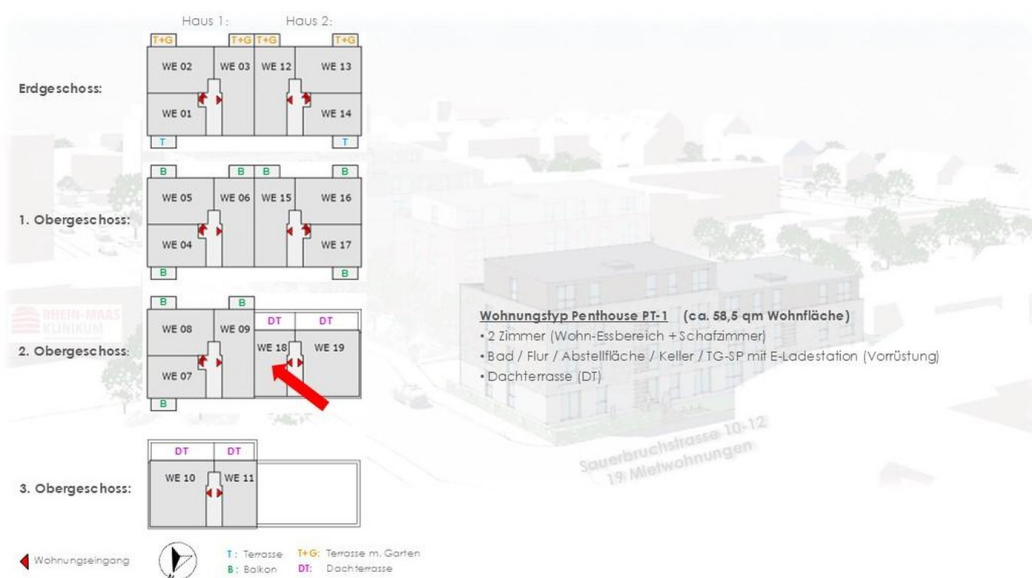 Haus 1: Haus 2:
T+G T+G T+G T+G
WE 02 WE 03 WE 12 WE 13
Erdgeschoss:
WE 01 WE 14
T T
B B B B
WE 05 WE 06 WE 15 WE 16
1. Obergeschoss:
WE 04 WE 17
B B
B B
RHEIN-MAAS
KLINIKUM
DT DT
WE 08 WE 09
WE 18 WE 19
2. Obergeschoss:
WE 07
B
Wohnungstyp Penthouse PT-1 (ca. 58,5 qm Wohnfläche)
• 2 Zimmer (Wohn-Essbereich + Schafzimmer)
• Bad / Flur / Abstellfläche / Keller / TG-SP mit E-Ladestation (Vorrüstung)
• Dachterrasse (DT)
Sauerbruchstrasse 10-12
19 Mietwohnungen
DT DT
WE 10 WE 11
3. Obergeschoss:
Wohnungseingang
N
T: Terrasse T+G: Terrasse m. Garten
B: Balkon DT: Dachterrasse